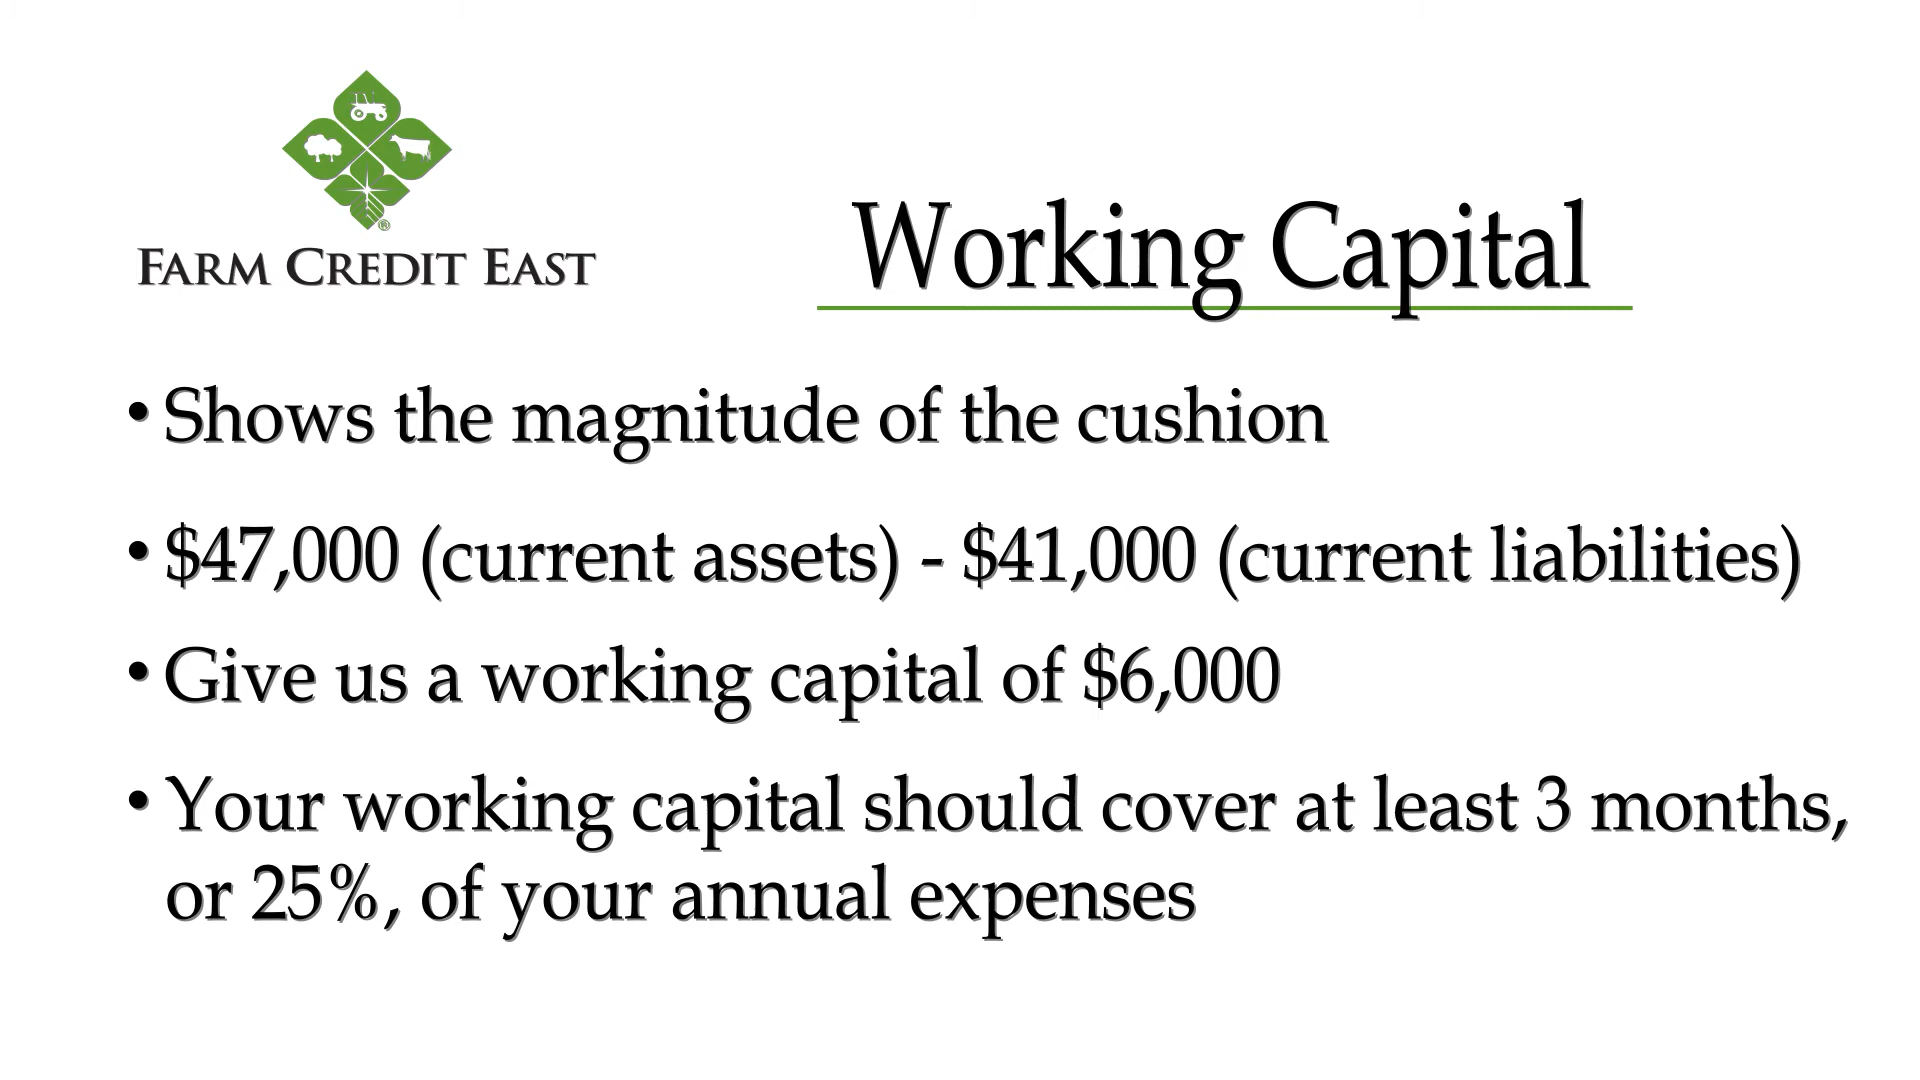 ®
FARM CREDIT EAST
Working Capital
• Shows the magnitude of the cushion
• $47,000 (current assets) - $41,000 (current liabilities)
• Give us a working capital of $6,000
• Your working capital should cover at least 3 months,
or 25%, of your annual expenses